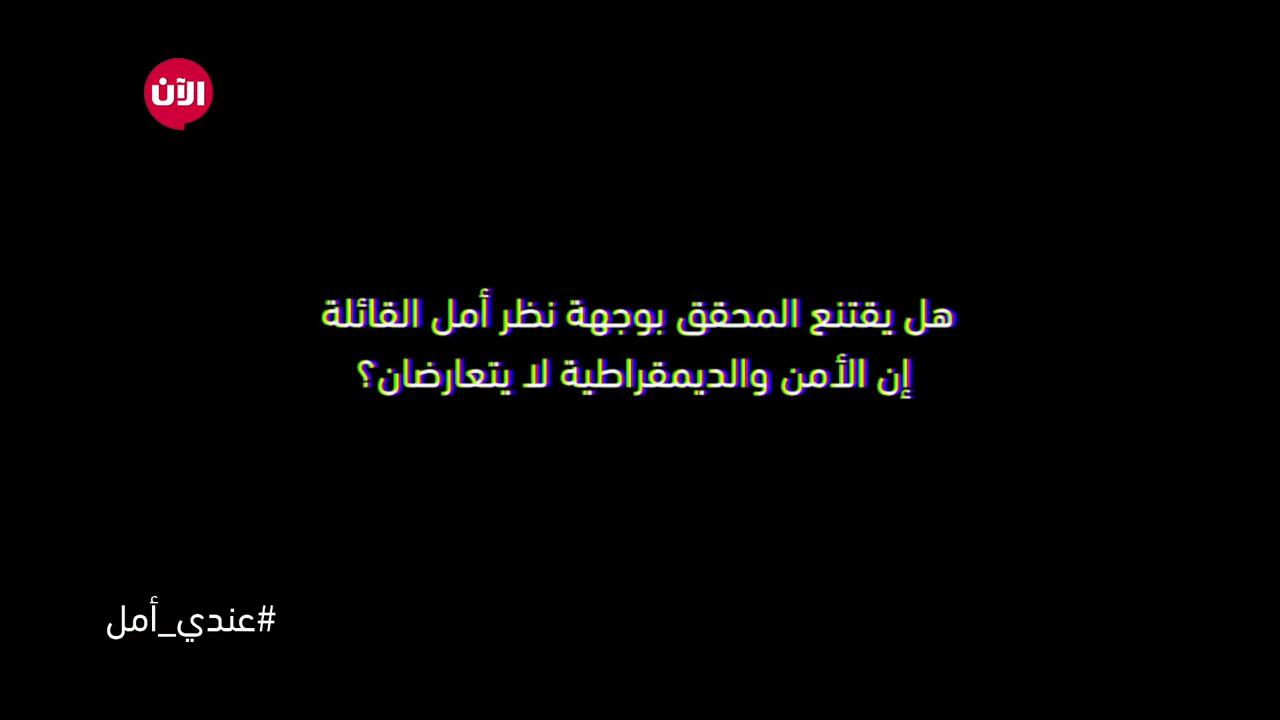 الآن
هل يقتنع المحقق بوجهة نظر أمل القائلة
إن الأمن والديمقراطية لا يتعارضان؟
#عندي_أمل